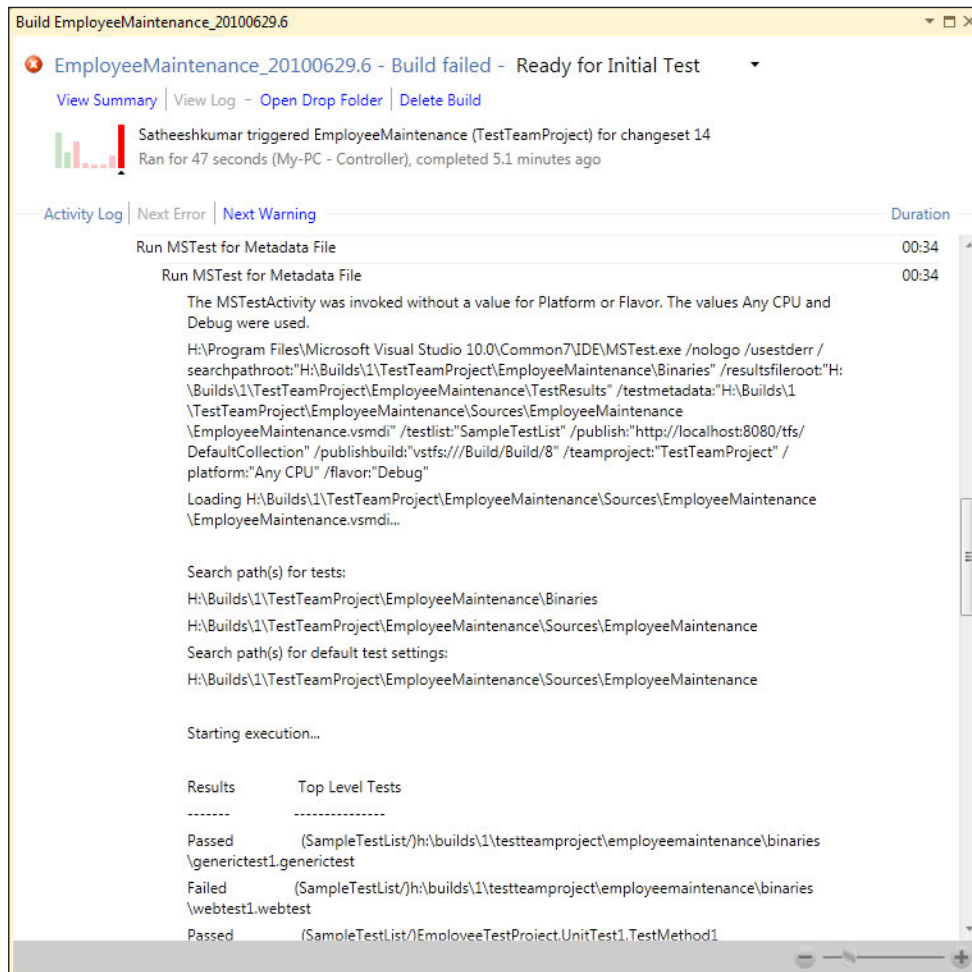 Build EmployeeMaintenance_20100629.6
EmployeeMaintenance_20100629.6 - Build failed - Ready for Initial Test
View Summary | View Log - Open Drop Folder | Delete Build
Satheeshkumar triggered EmployeeMaintenance (TestTeamProject) for changeset 14
Ran for 47 seconds (My-PC - Controller), completed 5.1 minutes ago
Activity Log | Next Error | Next Warning Duration
Run MSTest for Metadata File 00:34
Run MSTest for Metadata File 00:34
The MSTestActivity was invoked without a value for Platform or Flavor. The values Any CPU and
Debug were used.
H:\Program Files\Microsoft Visual Studio 10.0\Common7\IDE\MSTest.exe /nologo /usestderr /
searchpathroot:"H:\Builds\1\TestTeamProject\EmployeeMaintenance\Binaries" /resultsfileroot:"H:
\Builds\1\TestTeamProject\EmployeeMaintenance\TestResults" /testmetadata:"H:\Builds\1
\TestTeamProject\EmployeeMaintenance\Sources\EmployeeMaintenance
\EmployeeMaintenance.vsmdi" /testlist:"SampleTestList" /publish:"http://localhost:8080/tfs/
DefaultCollection" /publishbuild:"vstfs:///Build/Build/8" /teamproject:"TestTeamProject" /
platform:"Any CPU" /flavor:"Debug"
Loading H:\Builds\1\TestTeamProject\EmployeeMaintenance\Sources\EmployeeMaintenance
\EmployeeMaintenance.vsmdi...
Search path(s) for tests:
H:\Builds\1\TestTeamProject\EmployeeMaintenance\Binaries
H:\Builds\1\TestTeamProject\EmployeeMaintenance\Sources\EmployeeMaintenance
Search path(s) for default test settings:
H:\Builds\1\TestTeamProject\EmployeeMaintenance\Sources\EmployeeMaintenance
Starting execution...
Results Top Level Tests
------- ---------------
Passed (SampleTestList/)h:\builds\1\testteamproject\employeemaintenance\binaries
\generictest1.generictest
Failed (SampleTestList/)h:\builds\1\testteamproject\employeemaintenance\binaries
\webtest1.webtest
Passed (SampleTestList/)EmployeeTestProject.UnitTest1.TestMethod1